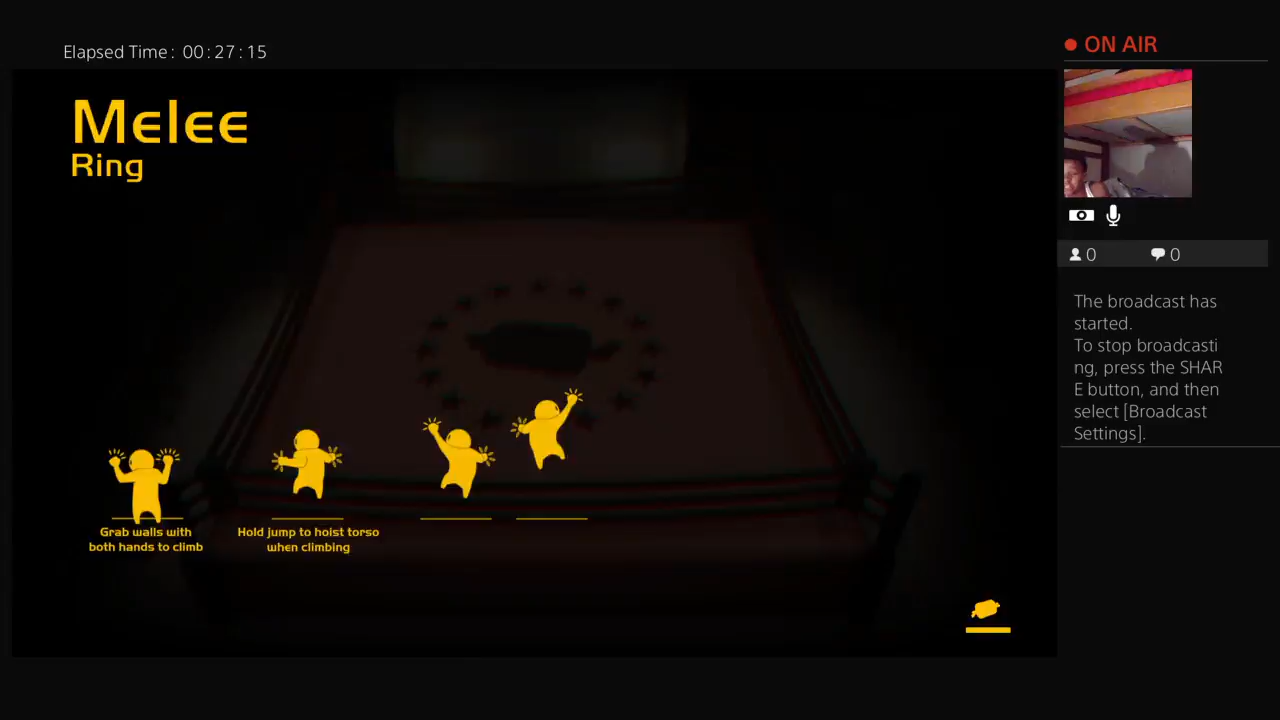 Elapsed Time: 00:27:15
ON AIR
Melee
Ring
0 0
The broadcast has
started.
To stop broadcasti
ng, press the SHAR
E button, and then
select [Broadcast
Settings].
Grab walls with
both hands to climb
Hold jump to hoist torso
when climbing